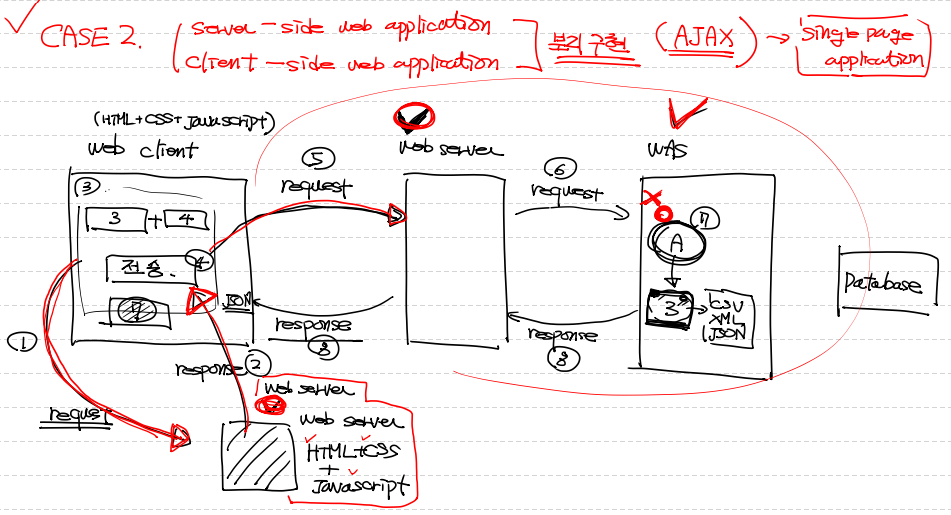 CASE 2.
server-side web application
client-side web application
분리 구현
(AJAX)
→ single page application
(HTML+CSS+Javascript)
web client
③
3 + 4
전송.
④
7
①
request
⑤
request
web server
JSON
response
⑧
⑥
request
WAS
X
⑦
A
CSV
XML
JSON
response
⑧
Database
response ②
web server
web server
HTML+CSS
+
Javascript